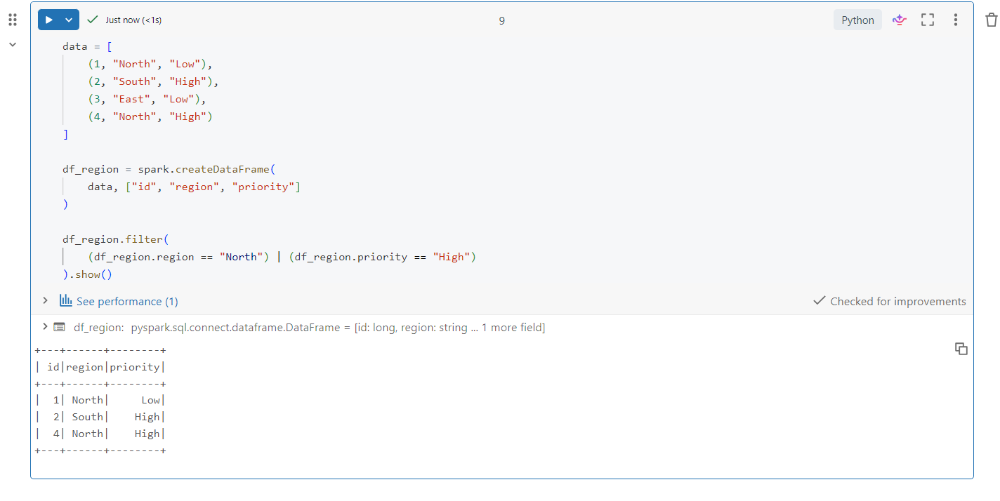 Just now (<1s)
9
Python
data = [
    (1, "North", "Low"),
    (2, "South", "High"),
    (3, "East", "Low"),
    (4, "North", "High")
]
df_region = spark.createDataFrame(
    data, ["id", "region", "priority"]
)
df_region.filter(
    (df_region.region == "North") | (df_region.priority == "High")
).show()
See performance (1)
Checked for improvements
df_region: pyspark.sql.connect.dataframe.DataFrame = [id: long, region: string ... 1 more field]
+---+------+--------+
| id|region|priority|
+---+------+--------+
|  1| North|     Low|
|  2| South|    High|
|  4| North|    High|
+---+------+--------+